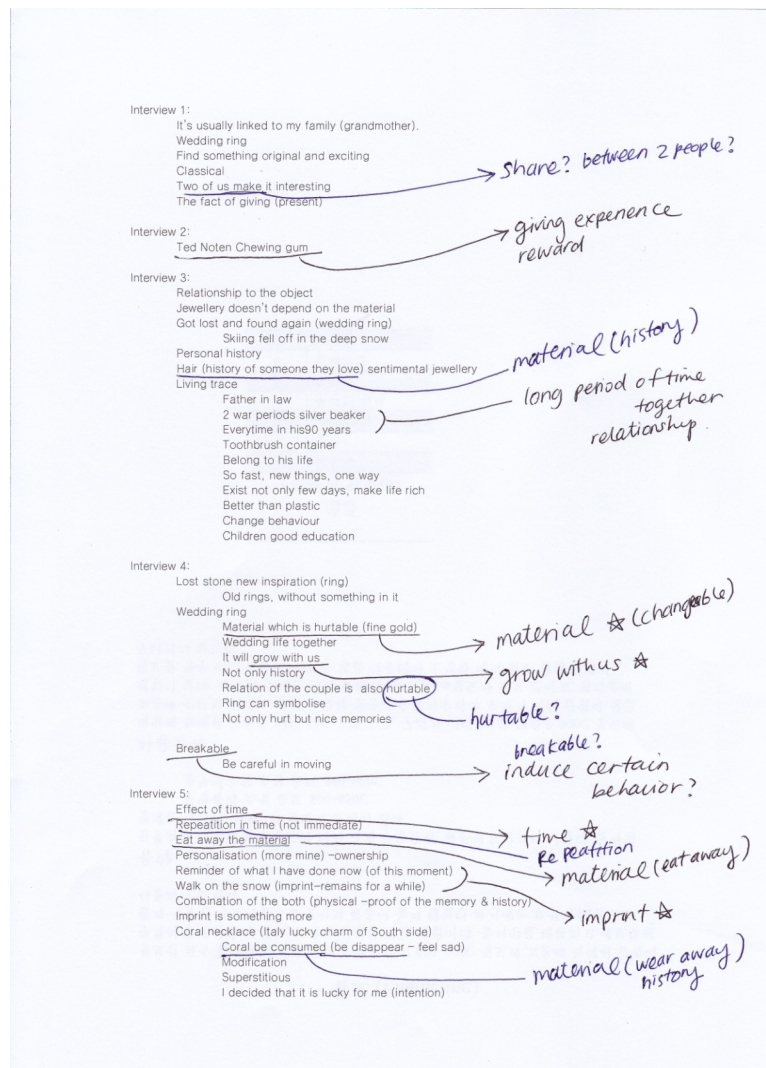 Interview 1:
It's usually linked to my family (grandmother).
Wedding ring
Find something original and exciting
Classical
Two of us make it interesting
Share? between 2 people?
The fact of giving (present)
Interview 2:
Ted Noten Chewing gum
giving experience
reward
Interview 3:
Relationship to the object
Jewellery doesn't depend on the material
Got lost and found again (wedding ring)
Skiing fell off in the deep snow
Personal history
Hair (history of someone they love) sentimental jewellery
material (history)
Living trace
Father in law
2 war periods silver beaker
Everytime in his90 years
long period of time
together
relationship.
Toothbrush container
Belong to his life
So fast, new things, one way
Exist not only few days, make life rich
Better than plastic
Change behaviour
Children good education
Interview 4:
Lost stone new inspiration (ring)
Old rings, without something in it
Wedding ring
Material which is hurtable (fine gold)
material ☆ (changeable)
Wedding life together
It will grow with us
grow with us ☆
Not only history
Relation of the couple is also hurtable
hurtable?
Ring can symbolise
Not only hurt but nice memories
Breakable
breakable?
induce certain
behavior?
Be careful in moving
Interview 5:
Effect of time
time ☆
Repeatition in time (not immediate)
Repeatition
Eat away the material
material (eat away)
Personalisation (more mine) -ownership
Reminder of what I have done now (of this moment)
Walk on the snow (imprint-remains for a while)
imprint ☆
Combination of the both (physical -proof of the memory & history)
Imprint is something more
Coral necklace (Italy lucky charm of South side)
Coral be consumed (be disappear - feel sad)
material (wear away)
history
Modification
Superstitious
I decided that it is lucky for me (intention)